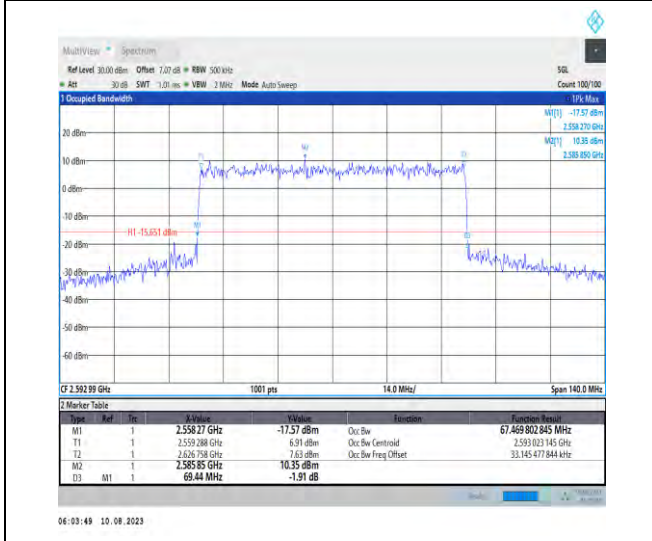 MultiView Spectrum
Ref Level 30.00 dBm Offset 7.07 dB RBW 500 kHz SGL
Att 30 dB SWT 1.01 ms VBW 2 MHz Mode Auto Sweep Count 100/100
1 Occupied Bandwidth 1Pk Max
M1[1] -17.57 dBm
2.558 270 GHz
M2[1] 10.35 dBm
2.585 850 GHz
20 dBm
10 dBm
0 dBm
-10 dBm
H1 -15.651 dBm
-20 dBm
-30 dBm
-40 dBm
-50 dBm
-60 dBm
T1
M2
T2
M1
D3
CF 2.592 99 GHz 1001 pts 14.0 MHz/ Span 140.0 MHz
2 Marker Table
Type Ref Trc X-Value Y-Value Function Function Result
M1 1 2.558 27 GHz -17.57 dBm Occ Bw 67.469 802 845 MHz
T1 1 2.559 288 GHz 6.91 dBm Occ Bw Centroid 2.593 023 145 GHz
T2 1 2.626 758 GHz 7.63 dBm Occ Bw Freq Offset 33.145 477 844 kHz
M2 1 2.585 85 GHz 10.35 dBm
D3 M1 1 69.44 MHz -1.91 dB
06:03:49 10.08.2023